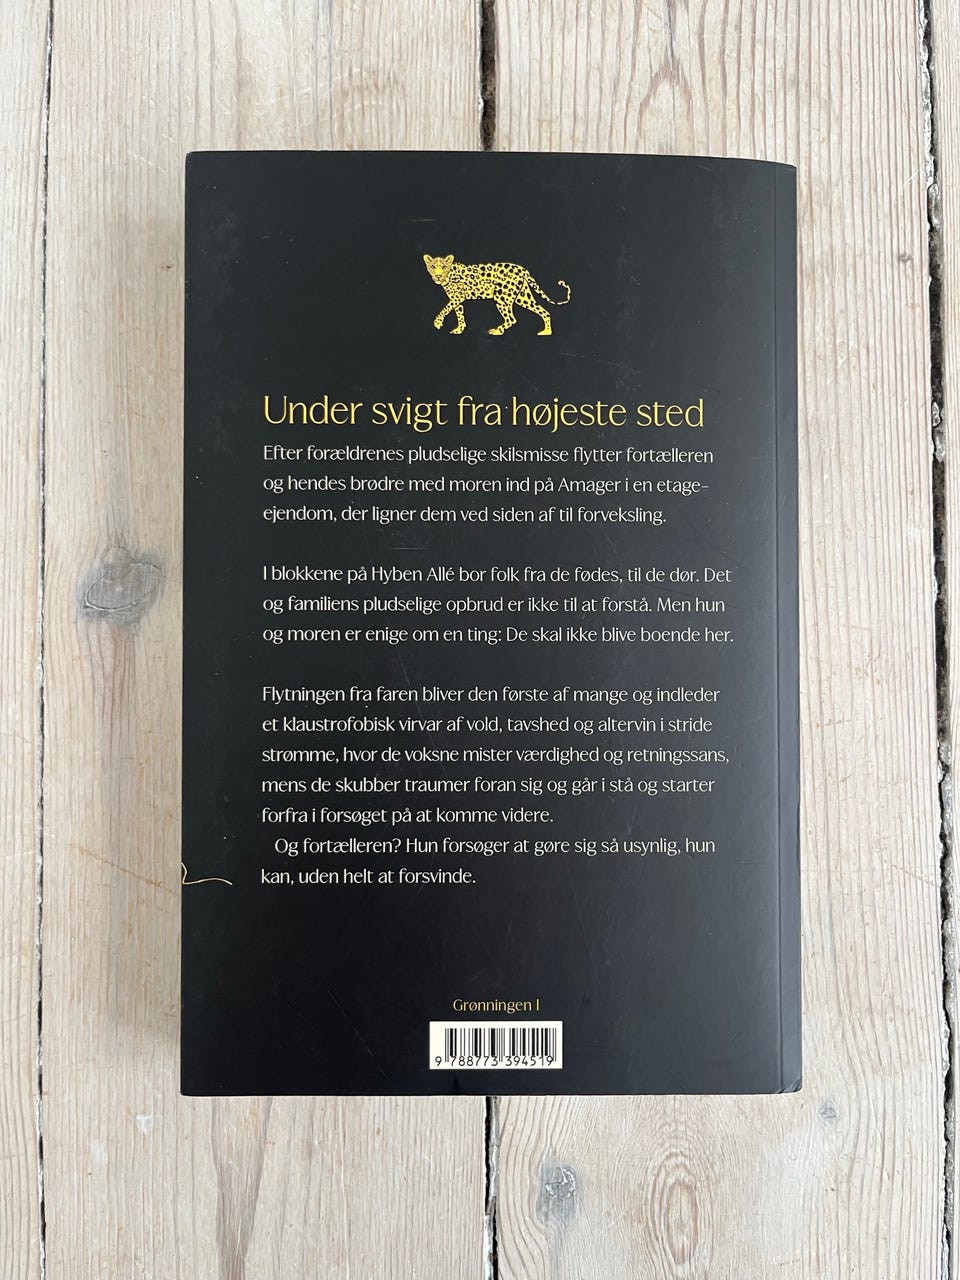 Under svigt fra højeste sted
Efter forældrenes pludselige skilsmisse flytter fortælleren
og hendes brødre med moren ind på Amager i en etage-
ejendom, der ligner dem ved siden af til forveksling.
I blokkene på Hyben Allé bor folk fra de fødes, til de dør. Det
og familiens pludselige opbrud er ikke til at forstå. Men hun
og moren er enige om en ting: De skal ikke blive boende her.
Flytningen fra faren bliver den første af mange og indleder
et klaustrofobisk virvar af vold, tavshed og altervin i stride
strømme, hvor de voksne mister værdighed og retningssans,
mens de skubber traumer foran sig og går i stå og starter
forfra i forsøget på at komme videre.
Og fortælleren? Hun forsøger at gøre sig så usynlig, hun
kan, uden helt at forsvinde.
Grønningen 1
9 788773 394519